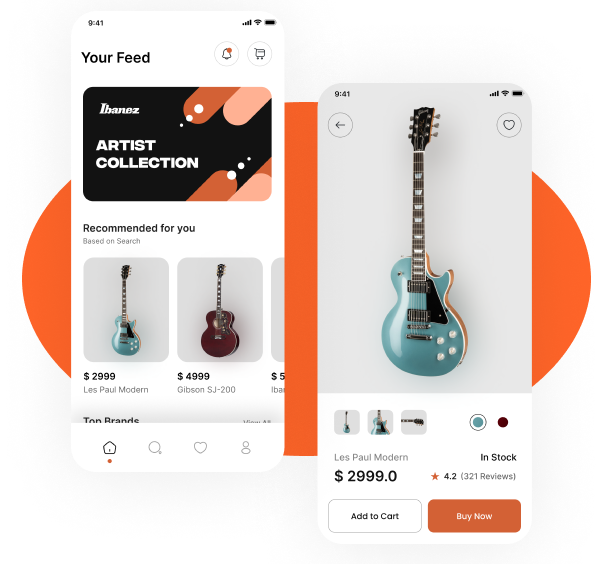 9:41
Your Feed
Ibanez
ARTIST
COLLECTION
Recommended for you
Based on Search
$ 2999
Les Paul Modern
$ 4999
Gibson SJ-200
$ 5
Iba
Top Brands
View All
9:41
Les Paul Modern
In Stock
$ 2999.0
4.2 (321 Reviews)
Add to Cart
Buy Now